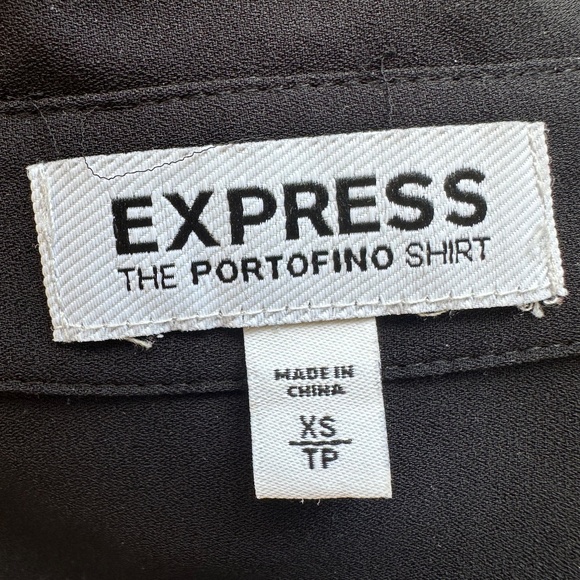 EXPRESS
THE PORTOFINO SHIRT
MADE IN
CHINA
XS
TP